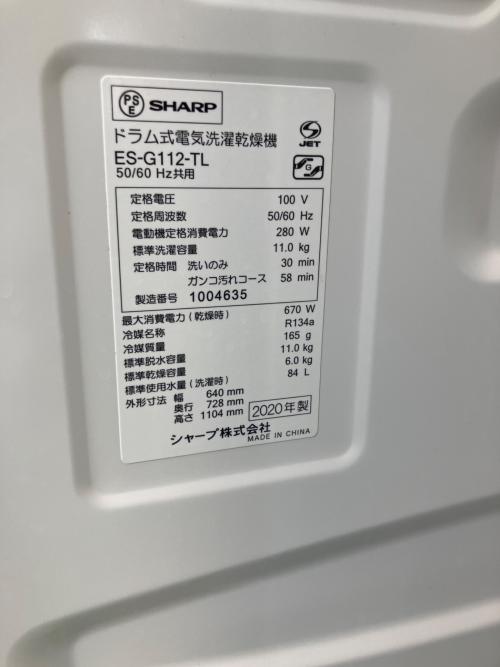 PS E SHARP
ドラム式電気洗濯乾燥機
ES-G112-TL
50/60 Hz共用
S JET
G
定格電圧 100 V
定格周波数 50/60 Hz
電動機定格消費電力 280 W
標準洗濯容量 11.0 kg
定格時間 洗いのみ 30 min
ガンコ汚れコース 58 min
製造番号 1004635
最大消費電力(乾燥時) 670 W
冷媒名称 R134a
冷媒質量 165 g
標準脱水容量 11.0 kg
標準乾燥容量 6.0 kg
標準使用水量(洗濯時) 84 L
外形寸法 幅 640 mm
奥行 728 mm
高さ 1104 mm
2020年製
シャープ株式会社
MADE IN CHINA